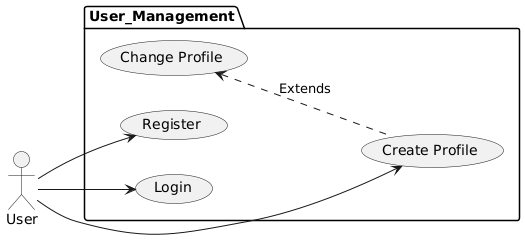 User_Management
Change Profile
Extends
Register
Create Profile
Login
User